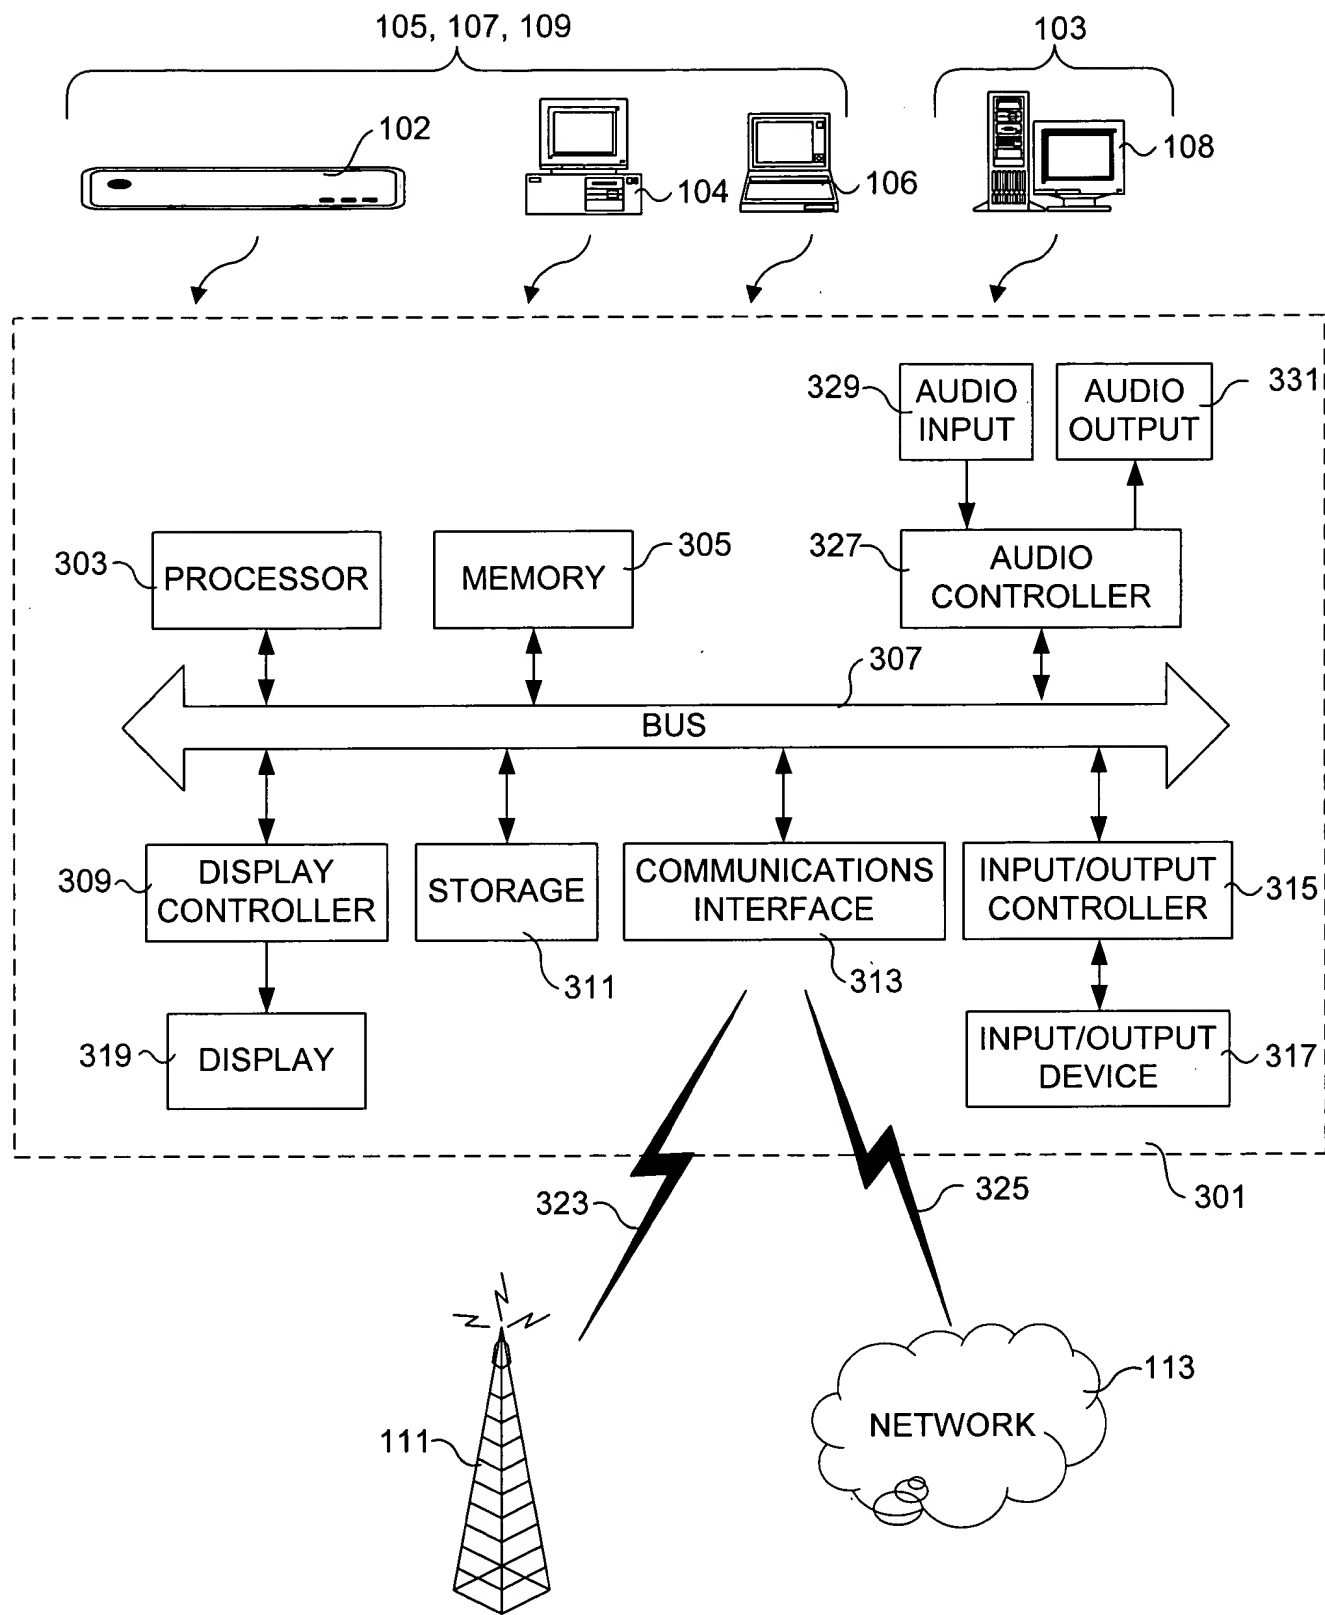 105, 107, 109
103
102
104
106
108
329
AUDIO
INPUT
AUDIO
OUTPUT
331
303
PROCESSOR
MEMORY
305
327
AUDIO
CONTROLLER
307
BUS
309
DISPLAY
CONTROLLER
STORAGE
311
COMMUNICATIONS
INTERFACE
313
INPUT/OUTPUT
CONTROLLER
315
319
DISPLAY
INPUT/OUTPUT
DEVICE
317
323
325
301
111
NETWORK
113